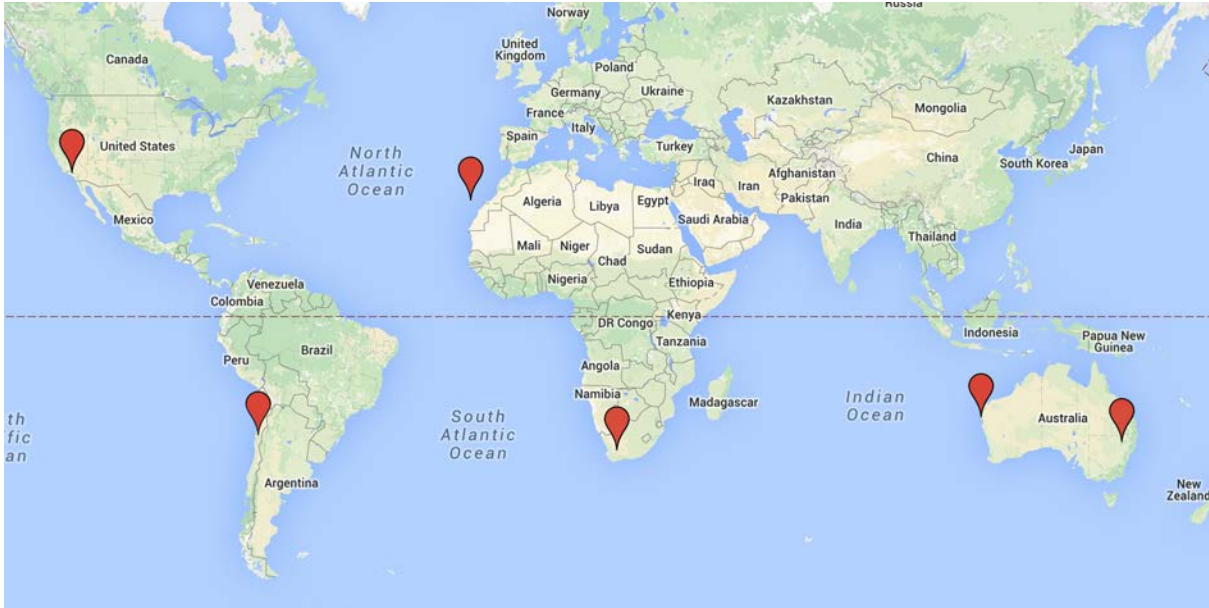 Norway
Russia
Canada
United
Kingdom
Poland
Germany
Ukraine
France
Kazakhstan
Mongolia
Italy
Spain
United States
Turkey
Japan
North
Atlantic
Ocean
China
South Korea
Afghanistan
Iraq
Iran
Pakistan
Algeria
Libya
Egypt
Saudi Arabia
Mexico
India
Mali
Niger
Sudan
Thailand
Chad
Nigeria
Ethiopia
Venezuela
Colombia
Kenya
DR Congo
Indonesia
Papua New
Guinea
Tanzania
Brazil
Peru
Angola
Namibia
Madagascar
Indian
Ocean
Australia
South
Atlantic
Ocean
th
fic
an
Argentina
New
Zealand